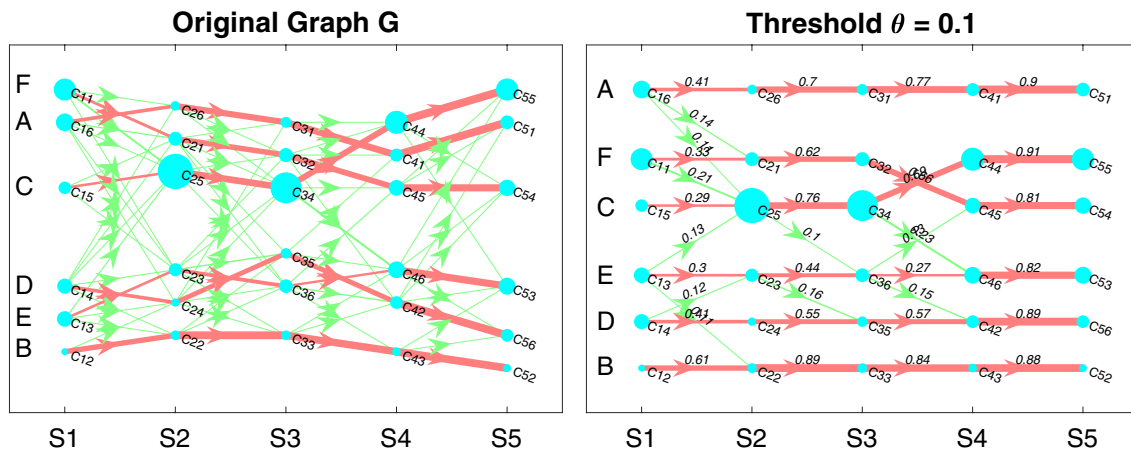 Original Graph G
F
A
C
D
E
B
C11
C16
C15
C14
C13
C12
C26
C21
C25
C23
C24
C22
C31
C32
C34
C35
C36
C33
C44
C41
C45
C46
C42
C43
C55
C51
C54
C53
C56
C52
S1 S2 S3 S4 S5
Threshold θ = 0.1
A
F
C
E
D
B
0.41 0.7 0.77 0.9
C16 C26 C31 C41 C51
0.14
0.33 0.62 0.91
C11 C21 C32 C44 C55
0.21
0.29 0.76 0.81
C15 C25 C34 C45 C54
0.13 0.1 0.23
0.3 0.44 0.27 0.82
C13 C23 C36 C46 C53
0.12 0.16 0.15
0.41 0.55 0.57 0.89
C14 C24 C35 C42 C56
0.61 0.89 0.84 0.88
C12 C22 C33 C43 C52
S1 S2 S3 S4 S5